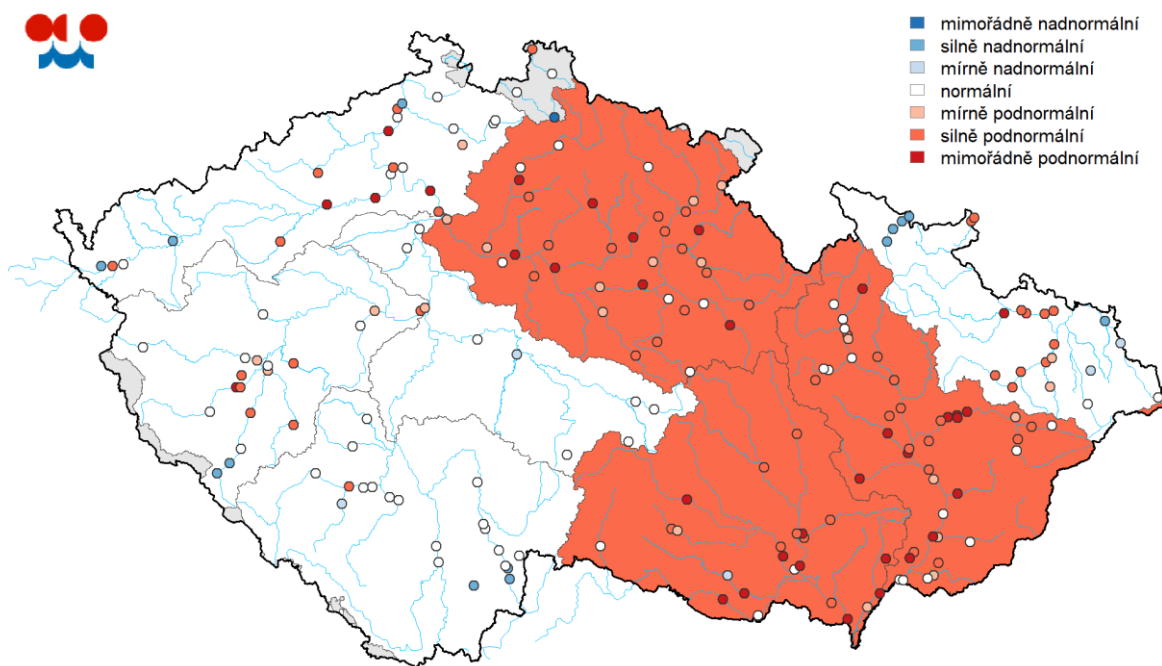 mimořádně nadnormální
silně nadnormální
mírně nadnormální
normální
mírně podnormální
silně podnormální
mimořádně podnormální